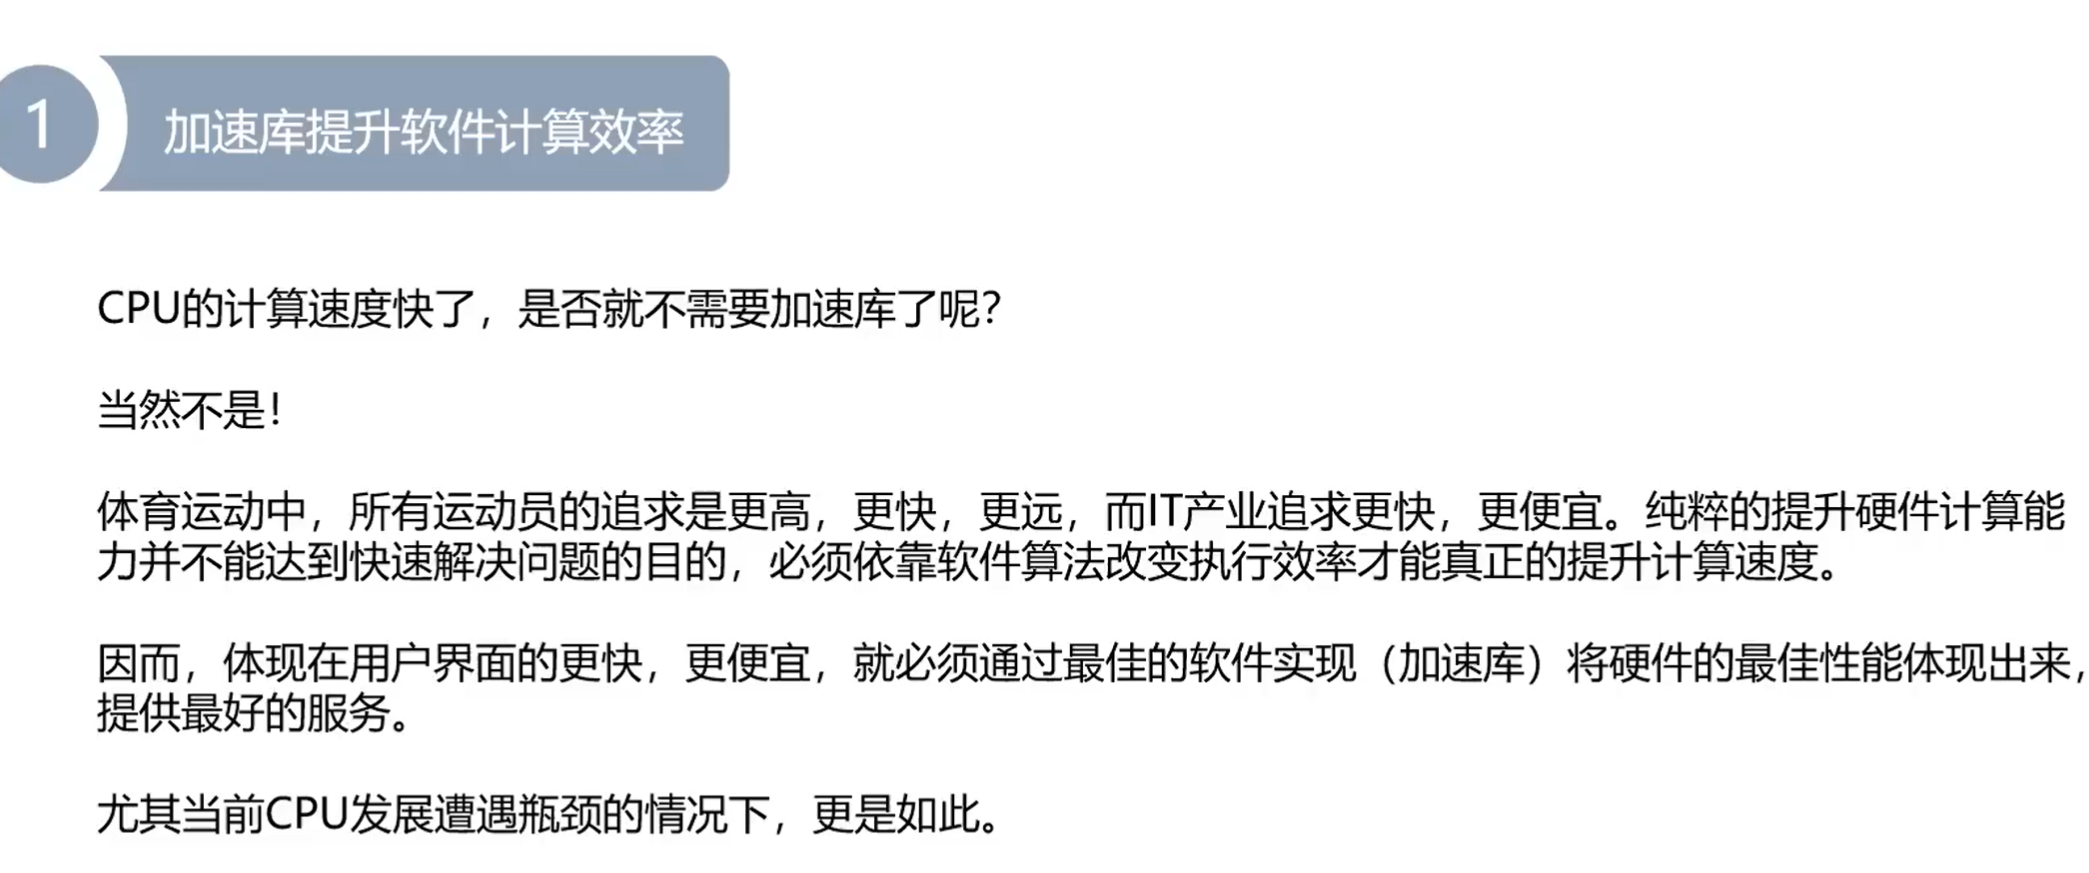 1
加速库提升软件计算效率
CPU的计算速度快了，是否就不需要加速库了呢？
当然不是！
体育运动中，所有运动员的追求是更高，更快，更远，而IT产业追求更快，更便宜。纯粹的提升硬件计算能
力并不能达到快速解决问题的目的，必须依靠软件算法改变执行效率才能真正的提升计算速度。
因而，体现在用户界面的更快，更便宜，就必须通过最佳的软件实现（加速库）将硬件的最佳性能体现出来，
提供最好的服务。
尤其当前CPU发展遭遇瓶颈的情况下，更是如此。